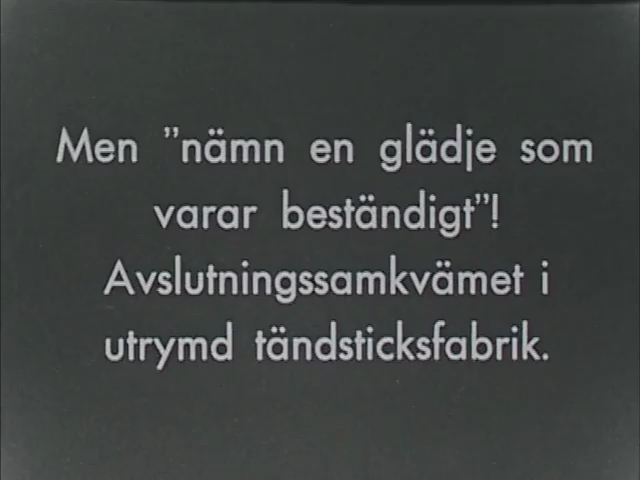 Men ”nämn en glädje som
varar beständigt”!
Avslutningssamkvämet i
utrymd tändsticksfabrik.